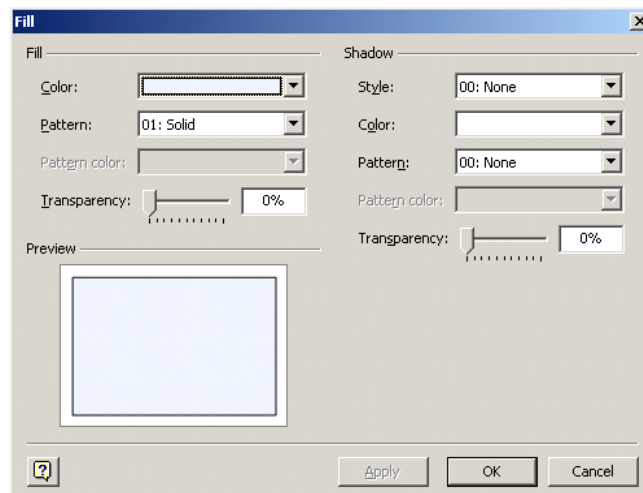 Fill
Fill
Color:
Pattern: 01: Solid
Pattern color:
Transparency: 0%
Preview
Shadow
Style: 00: None
Color:
Pattern: 00: None
Pattern color:
Transparency: 0%
?
Apply OK Cancel